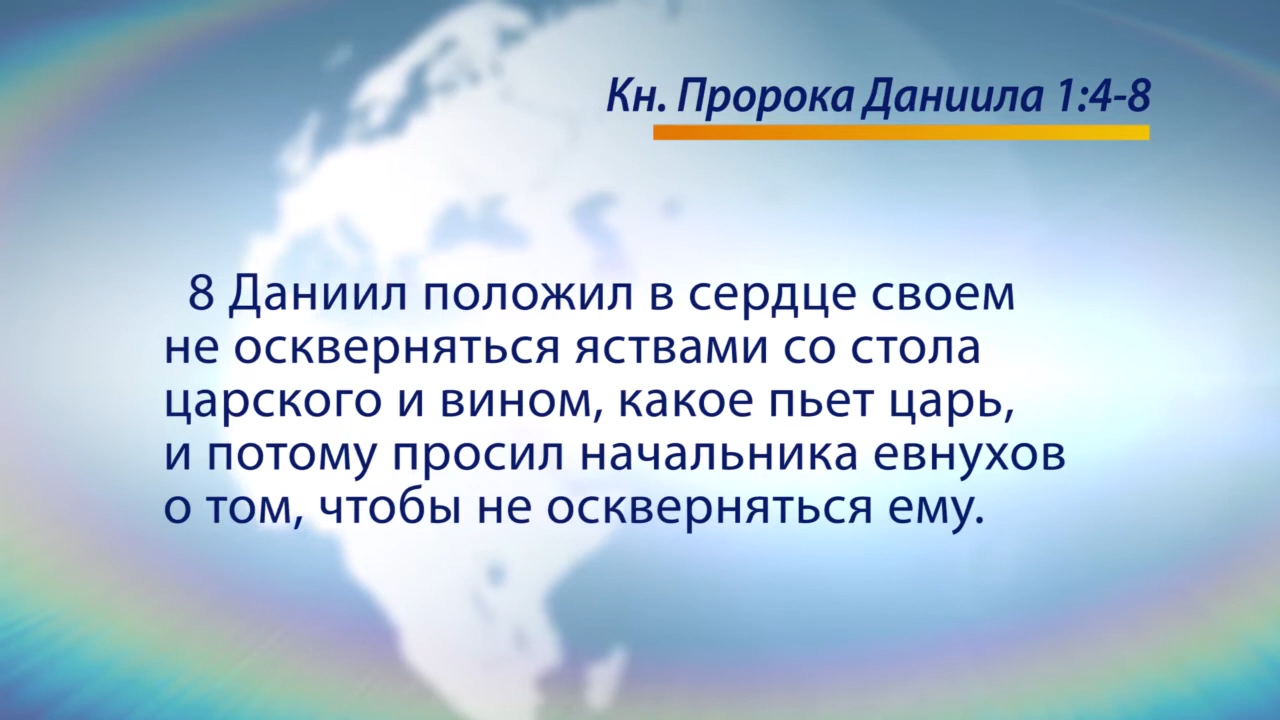 Кн. Пророка Даниила 1:4-8
8 Даниил положил в сердце своем
не оскверняться яствами со стола
царского и вином, какое пьет царь,
и потому просил начальника евнухов
о том, чтобы не оскверняться ему.